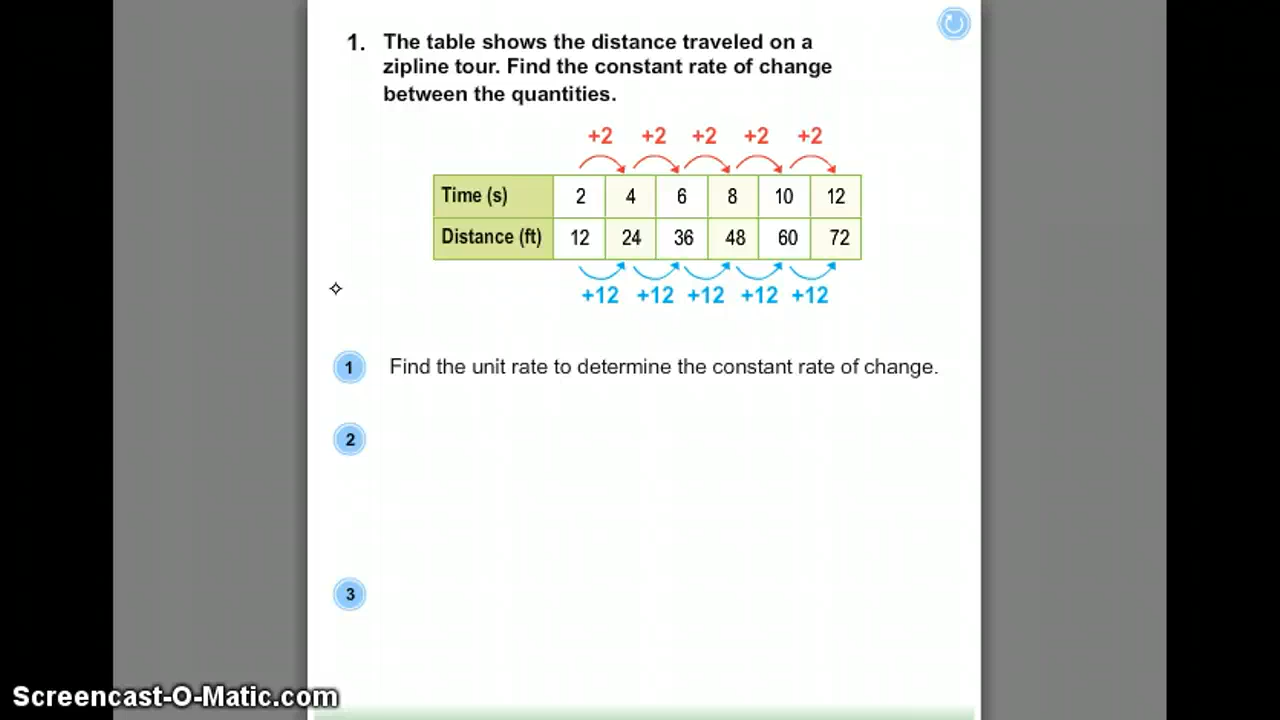 1. The table shows the distance traveled on a
zipline tour. Find the constant rate of change
between the quantities.
+2 +2 +2 +2 +2
Time (s) 2 4 6 8 10 12
Distance (ft) 12 24 36 48 60 72
+12 +12 +12 +12 +12
1 Find the unit rate to determine the constant rate of change.
2
3
Screencast-O-Matic.com